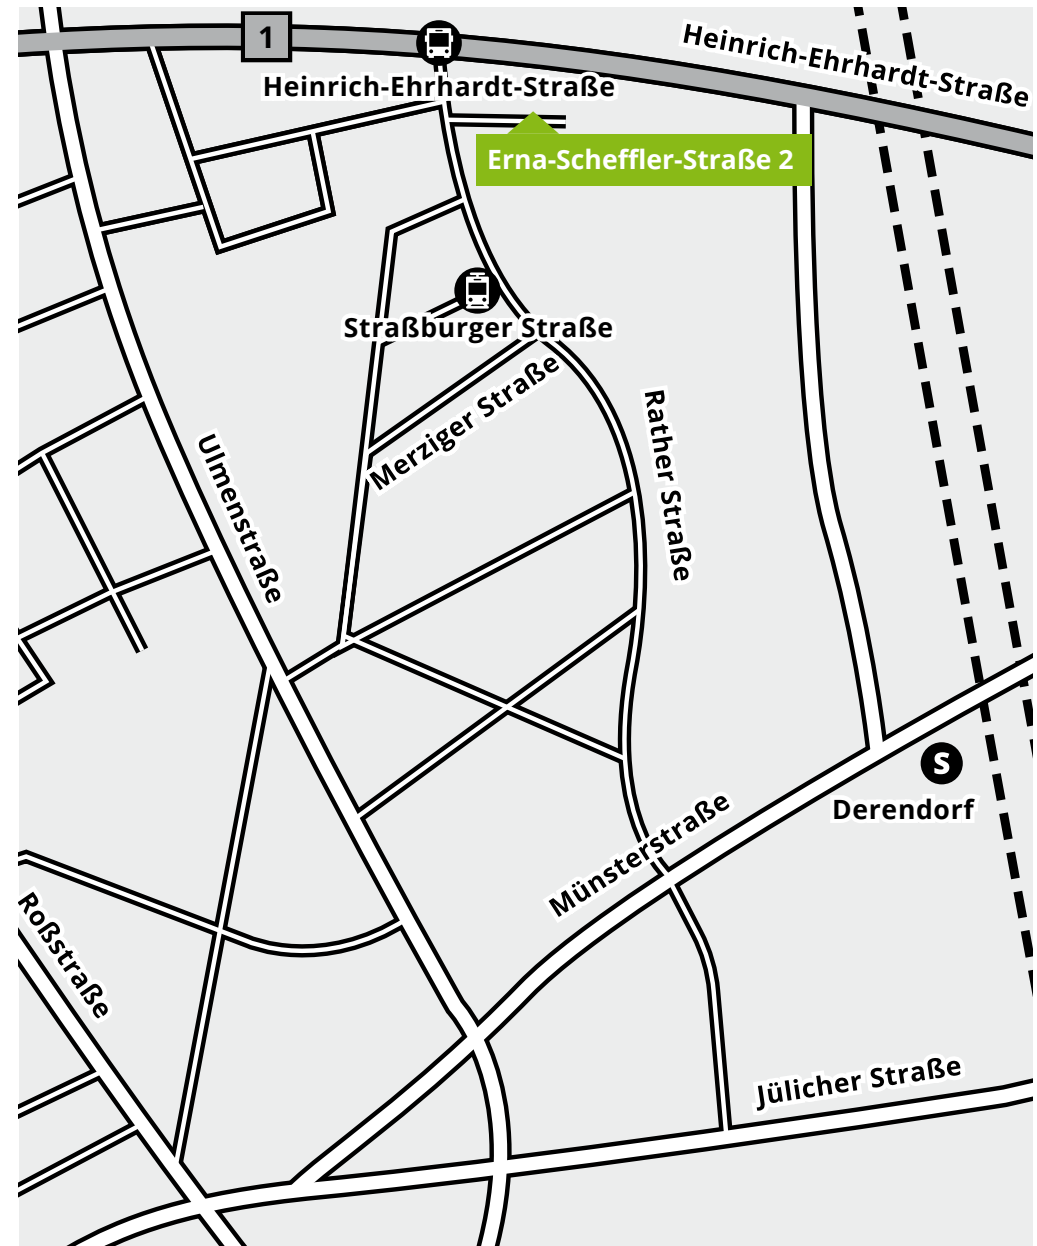 1
Heinrich-Ehrhardt-Straße
Heinrich-Ehrhardt-Straße
Erna-Scheffler-Straße 2
Straßburger Straße
Merziger Straße
Rather Straße
Ulmenstraße
S
Derendorf
Münsterstraße
Roßstraße
Jülicher Straße